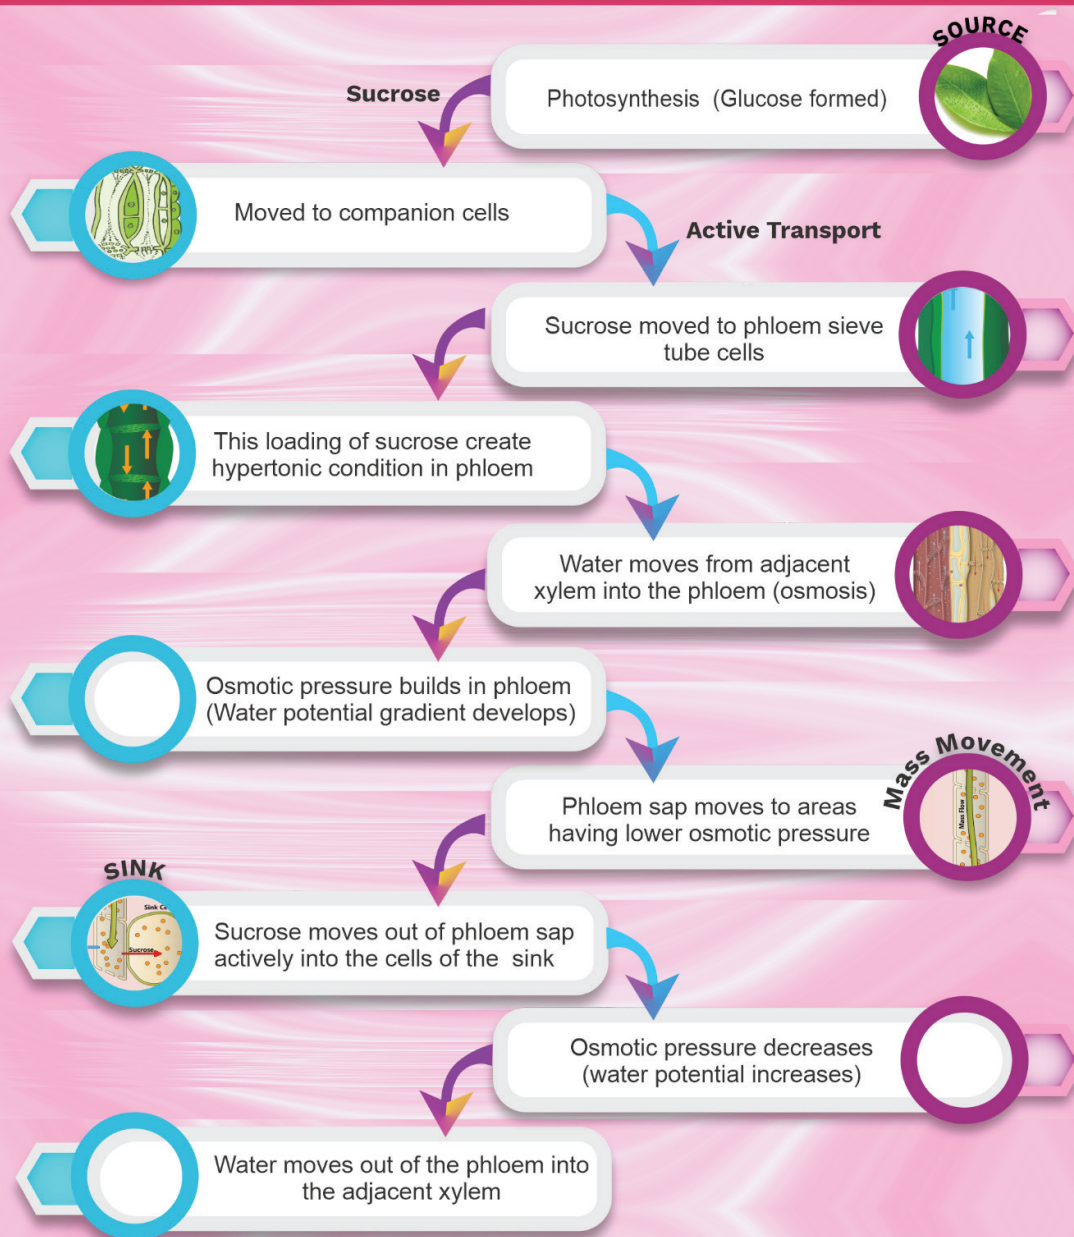 SOURCE
Photosynthesis (Glucose formed)
Sucrose
Moved to companion cells
Active Transport
Sucrose moved to phloem sieve
tube cells
This loading of sucrose create
hypertonic condition in phloem
Water moves from adjacent
xylem into the phloem (osmosis)
Osmotic pressure builds in phloem
(Water potential gradient develops)
Mass Movement
Phloem sap moves to areas
having lower osmotic pressure
Mass Flow
SINK
Sink
Sucrose
Sucrose moves out of phloem sap
actively into the cells of the sink
Osmotic pressure decreases
(water potential increases)
Water moves out of the phloem into
the adjacent xylem